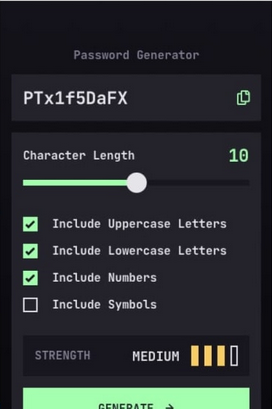 Password Generator
PTx1f5DaFX
Character Length 10
Include Uppercase Letters
Include Lowercase Letters
Include Numbers
Include Symbols
STRENGTH MEDIUM
GENERATE →